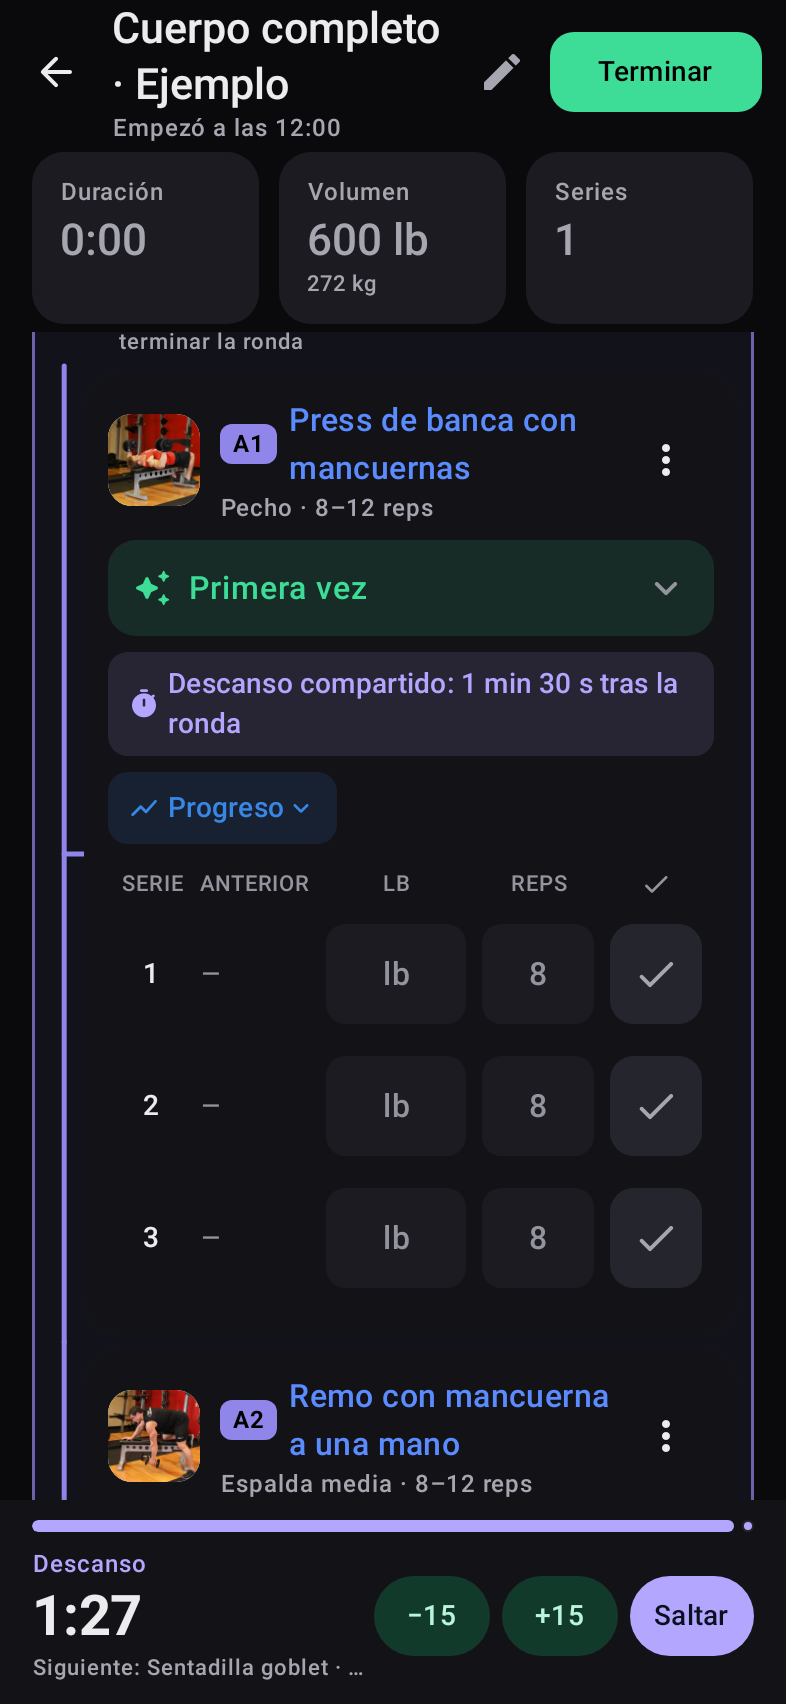 Cuerpo completo
· Ejemplo
Empezó a las 12:00
Terminar
Duración
0:00
Volumen
600 lb
272 kg
Series
1
terminar la ronda
A1
Press de banca con
mancuernas
Pecho · 8–12 reps
Primera vez
Descanso compartido: 1 min 30 s tras la
ronda
Progreso
SERIE ANTERIOR LB REPS
1 – lb 8
2 – lb 8
3 – lb 8
A2
Remo con mancuerna
a una mano
Espalda media · 8–12 reps
Descanso
1:27
Siguiente: Sentadilla goblet · …
−15
+15
Saltar